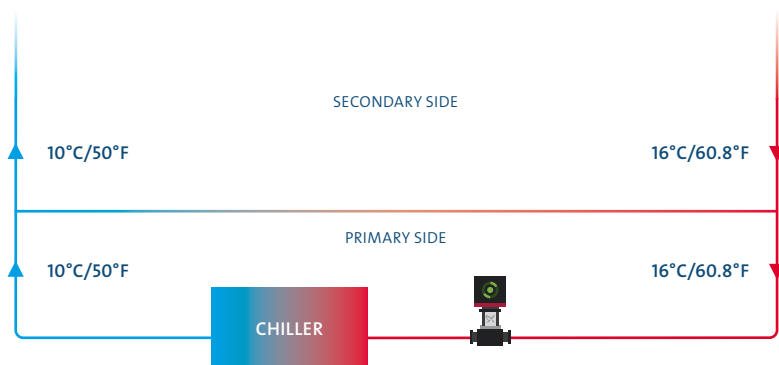 SECONDARY SIDE
10°C/50°F
16°C/60.8°F
PRIMARY SIDE
10°C/50°F
16°C/60.8°F
CHILLER